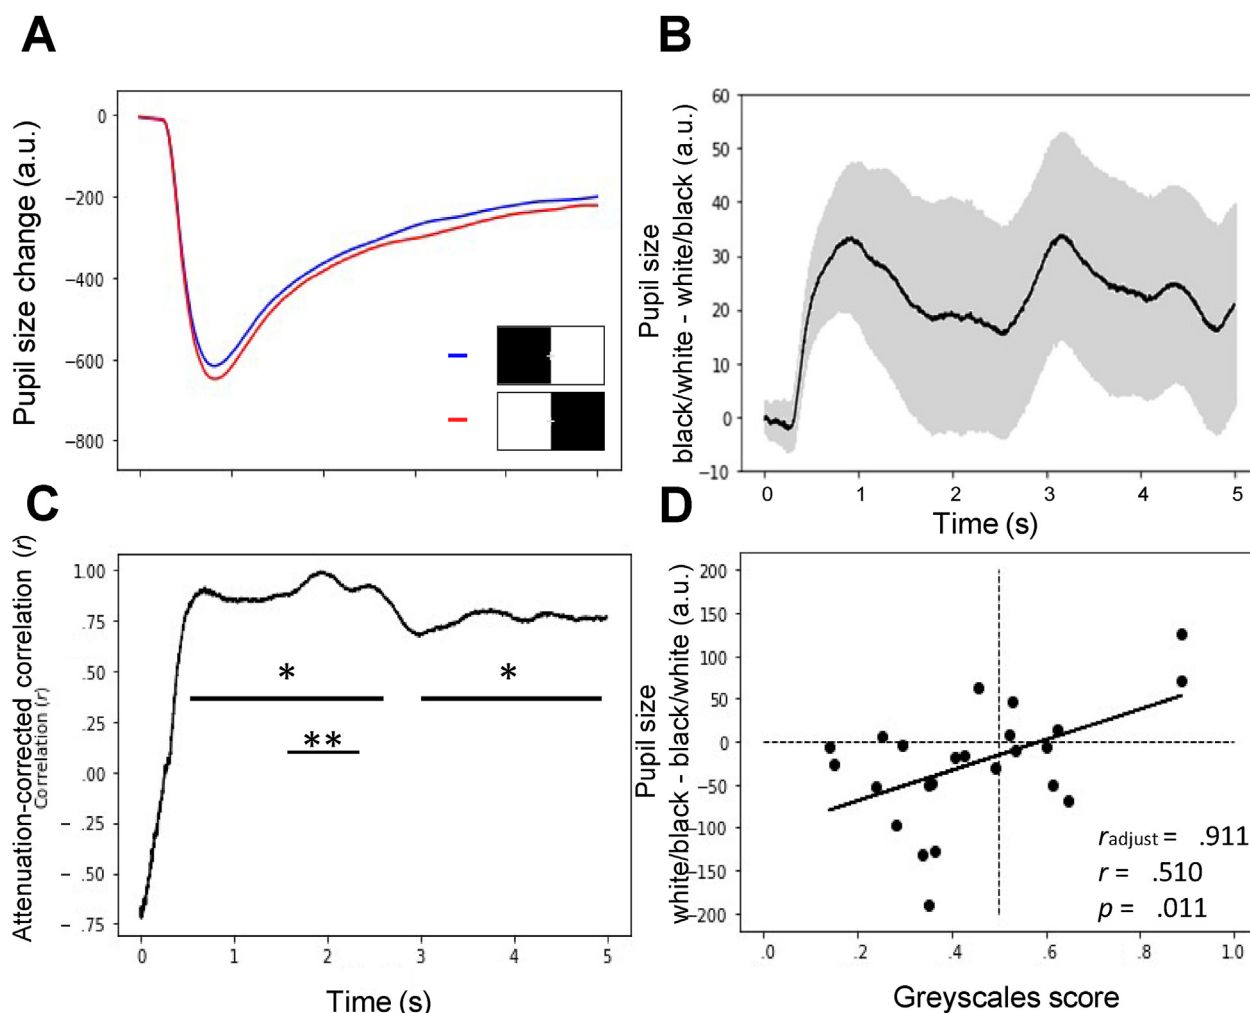 A
Pupil size change (a.u.)
0
−200
−400
−600
−800
B
Pupil size
black/white - white/black (a.u.)
60
50
40
30
20
10
0
−10
0 1 2 3 4 5
Time (s)
C
Attenuation-corrected correlation (r)
Correlation (r)
1.00
.75
.50
.25
.00
− .25
− .50
− .75
* *
**
0 1 2 3 4 5
Time (s)
D
Pupil size
white/black - black/white (a.u.)
200
150
100
50
0
−50
−100
−150
−200
radjust = .911
r = .510
p = .011
.0 .2 .4 .6 .8 1.0
Greyscales score